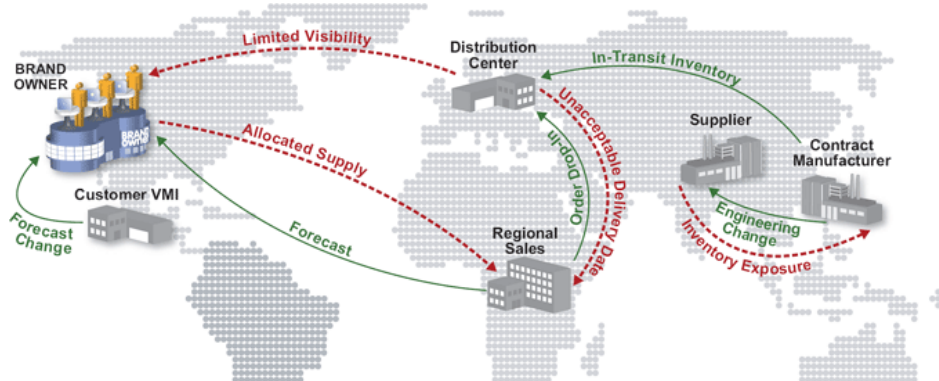 Limited Visibility
Distribution
Center
In-Transit Inventory
BRAND
OWNER
BRAND
OWNER
Unacceptable Delivery Date
Supplier
Allocated Supply
Order Drop-In
Contract
Manufacturer
Customer VMI
Forecast
Change
Forecast
Regional
Sales
Engineering
Change
Inventory Exposure